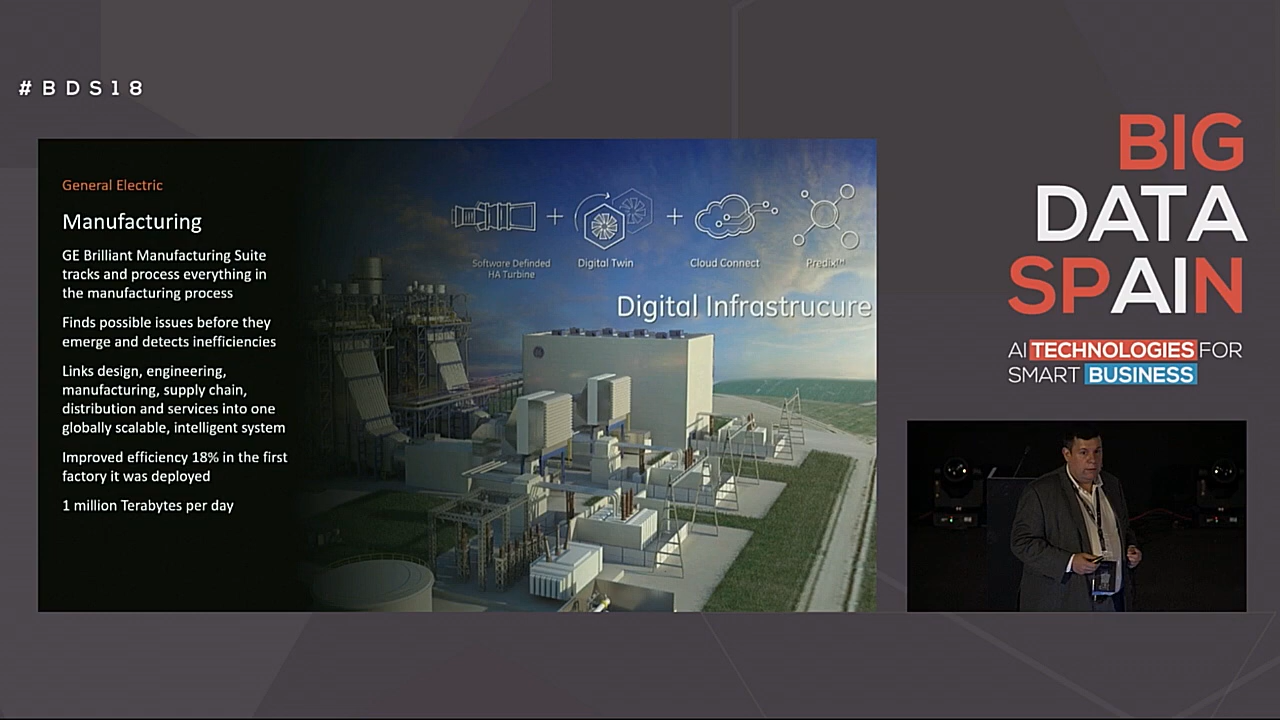 #BDS18
General Electric
Manufacturing
GE Brilliant Manufacturing Suite
tracks and process everything in
the manufacturing process
Finds possible issues before they
emerge and detects inefficiencies
Links design, engineering,
manufacturing, supply chain,
distribution and services into one
globally scalable, intelligent system
Improved efficiency 18% in the first
factory it was deployed
1 million Terabytes per day
+
+
Software Definded
HA Turbine
Digital Twin
Cloud Connect
Predix™
Digital Infrastrucure
BIG
DATA
SPAIN
AI TECHNOLOGIES FOR
SMART BUSINESS